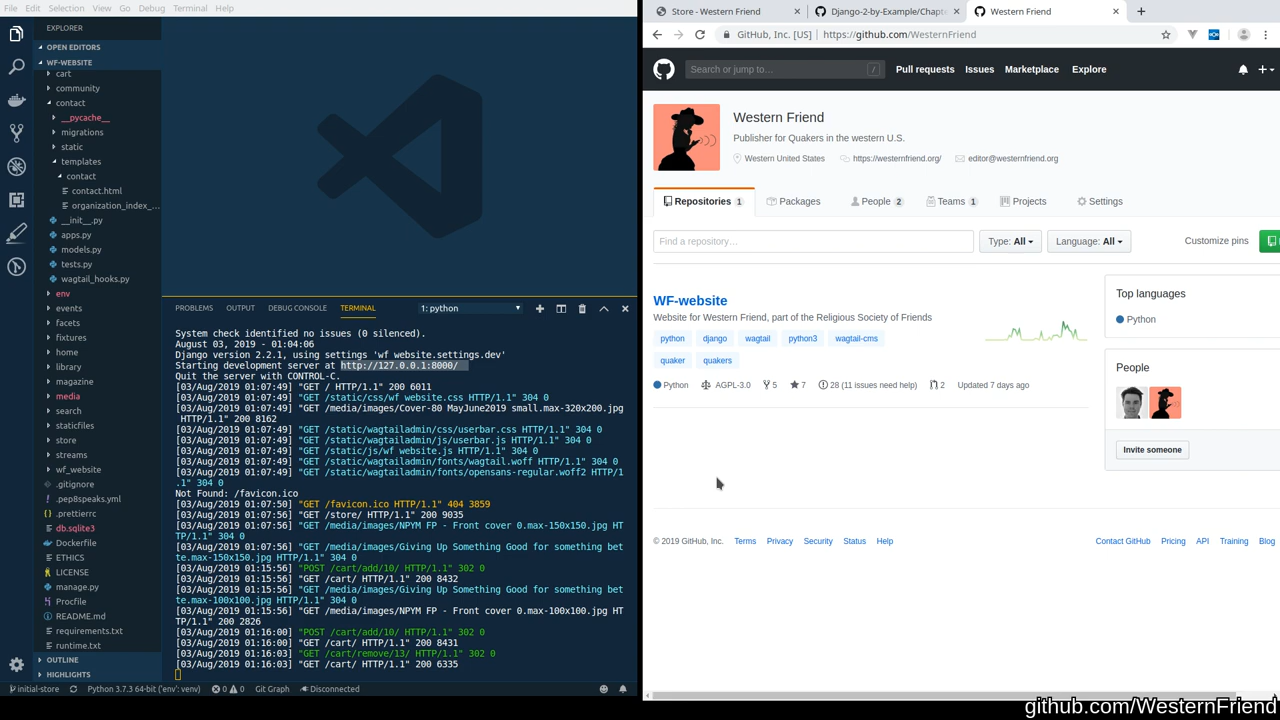 File Edit Selection View Go Debug Terminal Help
EXPLORER
OPEN EDITORS
WF-WEBSITE
cart
community
contact
__pycache__
migrations
static
templates
contact
contact.html
organization_index_...
__init__.py
apps.py
models.py
tests.py
wagtail_hooks.py
env
events
facets
fixtures
home
library
magazine
media
search
staticfiles
store
streams
wf_website
.gitignore
.pep8speaks.yml
.prettierrc
db.sqlite3
Dockerfile
ETHICS
LICENSE
manage.py
Procfile
README.md
requirements.txt
runtime.txt
OUTLINE
HIGHLIGHTS
PROBLEMS OUTPUT DEBUG CONSOLE TERMINAL 1: python
System check identified no issues (0 silenced).
August 03, 2019 - 01:04:06
Django version 2.2.1, using settings 'wf website.settings.dev'
Starting development server at http://127.0.0.1:8000/
Quit the server with CONTROL-C.
[03/Aug/2019 01:07:49] "GET / HTTP/1.1" 200 6011
[03/Aug/2019 01:07:49] "GET /static/css/wf website.css HTTP/1.1" 304 0
[03/Aug/2019 01:07:49] "GET /media/images/Cover-80 MayJune2019 small.max-320x200.jpg
HTTP/1.1" 200 8162
[03/Aug/2019 01:07:49] "GET /static/wagtailadmin/css/userbar.css HTTP/1.1" 304 0
[03/Aug/2019 01:07:49] "GET /static/wagtailadmin/js/userbar.js HTTP/1.1" 304 0
[03/Aug/2019 01:07:49] "GET /static/js/wf website.js HTTP/1.1" 304 0
[03/Aug/2019 01:07:49] "GET /static/wagtailadmin/fonts/wagtail.woff HTTP/1.1" 304 0
[03/Aug/2019 01:07:49] "GET /static/wagtailadmin/fonts/opensans-regular.woff2 HTTP/1
.1" 304 0
Not Found: /favicon.ico
[03/Aug/2019 01:07:50] "GET /favicon.ico HTTP/1.1" 404 3859
[03/Aug/2019 01:07:56] "GET /store/ HTTP/1.1" 200 9035
[03/Aug/2019 01:07:56] "GET /media/images/NPYM FP - Front cover 0.max-150x150.jpg HT
TP/1.1" 304 0
[03/Aug/2019 01:07:56] "GET /media/images/Giving Up Something Good for something bet
te.max-150x150.jpg HTTP/1.1" 304 0
[03/Aug/2019 01:15:56] "POST /cart/add/10/ HTTP/1.1" 302 0
[03/Aug/2019 01:15:56] "GET /cart/ HTTP/1.1" 200 8432
[03/Aug/2019 01:15:56] "GET /media/images/Giving Up Something Good for something bet
te.max-100x100.jpg HTTP/1.1" 304 0
[03/Aug/2019 01:15:56] "GET /media/images/NPYM FP - Front cover 0.max-100x100.jpg HT
TP/1.1" 200 2826
[03/Aug/2019 01:16:00] "POST /cart/add/10/ HTTP/1.1" 302 0
[03/Aug/2019 01:16:00] "GET /cart/ HTTP/1.1" 200 8431
[03/Aug/2019 01:16:03] "GET /cart/remove/13/ HTTP/1.1" 302 0
[03/Aug/2019 01:16:03] "GET /cart/ HTTP/1.1" 200 6335
initial-store Python 3.7.3 64-bit ('env': venv) 0 0 Git Graph Disconnected
Store - Western Friend Django-2-by-Example/Chapte Western Friend
GitHub, Inc. [US] https://github.com/WesternFriend
Search or jump to… / Pull requests Issues Marketplace Explore
Western Friend
Publisher for Quakers in the western U.S.
Western United States https://westernfriend.org/ editor@westernfriend.org
Repositories 1 Packages People 2 Teams 1 Projects Settings
Find a repository… Type: All Language: All Customize pins
WF-website
Website for Western Friend, part of the Religious Society of Friends
python django wagtail python3 wagtail-cms
quaker quakers
Python AGPL-3.0 5 7 28 (11 issues need help) 2 Updated 7 days ago
Top languages
Python
People
Invite someone
© 2019 GitHub, Inc. Terms Privacy Security Status Help Contact GitHub Pricing API Training Blog
github.com/WesternFriend